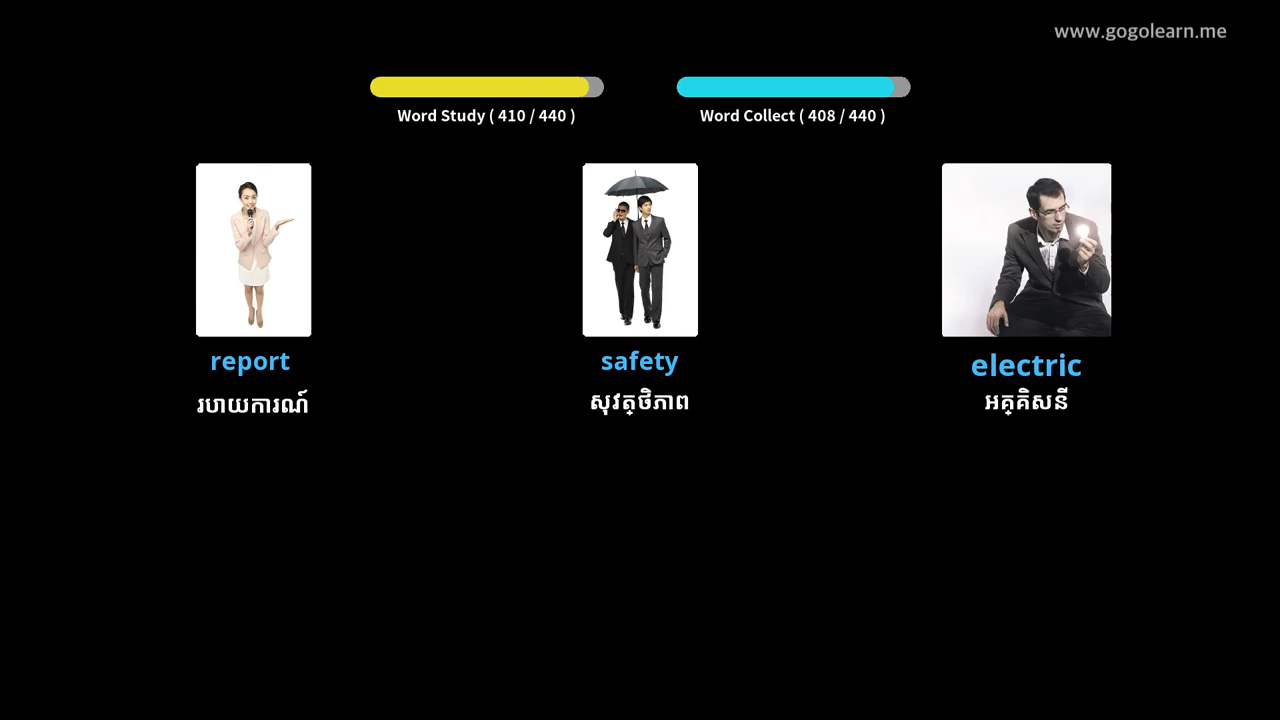 www.gogolearn.me
Word Study ( 410 / 440 )
Word Collect ( 408 / 440 )
report
safety
electric
របាយការណ៍
សុវត្ថិភាព
អគ្គិសនី